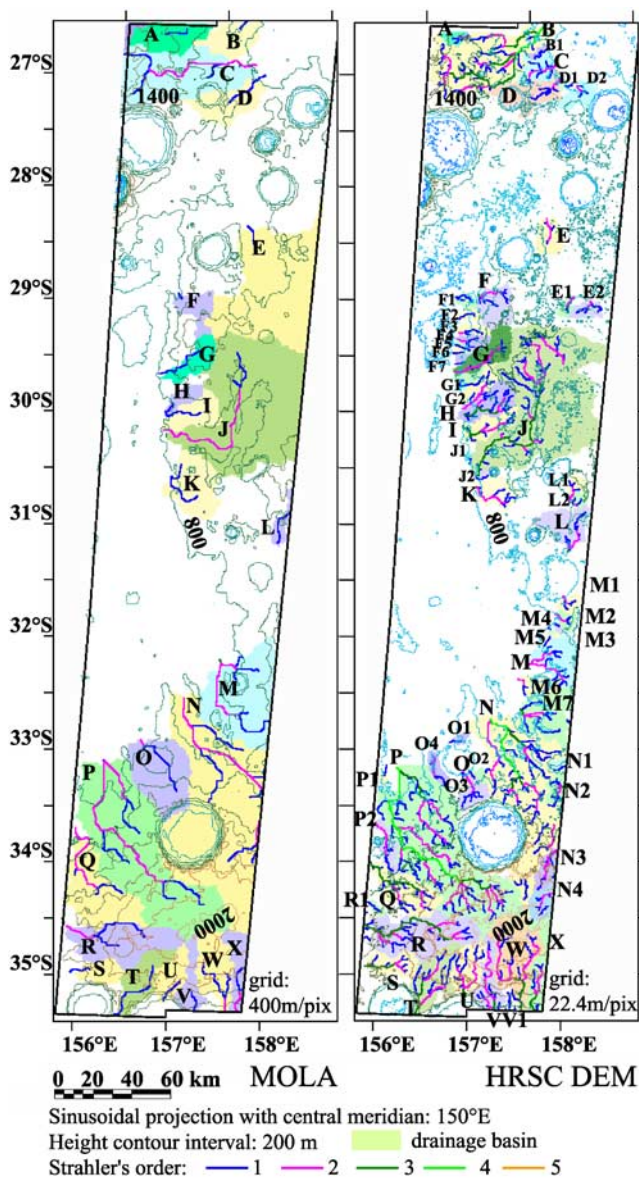 26°S
27°S
28°S
29°S
30°S
31°S
32°S
33°S
34°S
35°S
A
B
C
1400
D
E
F
G
H
I
J
K
L
800
M
N
O
P
Q
2000
R
S
T
U
V
W
X
grid:
400m/pix
156°E 157°E 158°E
0 20 40 60 km
MOLA
A
B
B1
C
D1 D2
1400
D
E
F
E1 E2
F1
F2
F3
F6
F7
G
G1
G2
H
I
J
J1
J2
K
L1
L2
L
800
M1
M4
M2
M5
M3
M
M6
M7
N
O1
O4
O
O2
O3
P
P1
P2
N1
N2
N3
N4
R1
Q
2000
R
W
X
S
T
U
VV1
grid:
22.4m/pix
156°E 157°E 158°E
HRSC DEM
Sinusoidal projection with central meridian: 150°E
Height contour interval: 200 m drainage basin
Strahler's order: 1 2 3 4 5